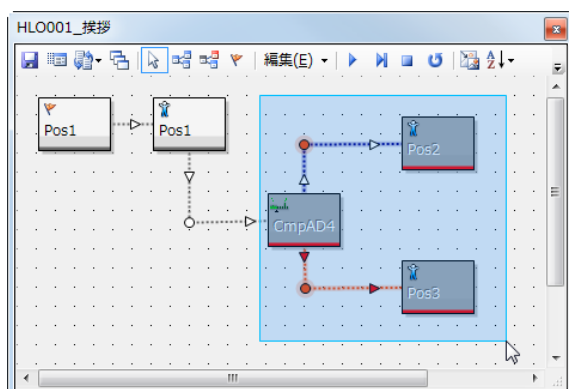 HLO001_挨拶
編集(E)
Pos1
Pos1
Pos2
CmpAD4
Pos3